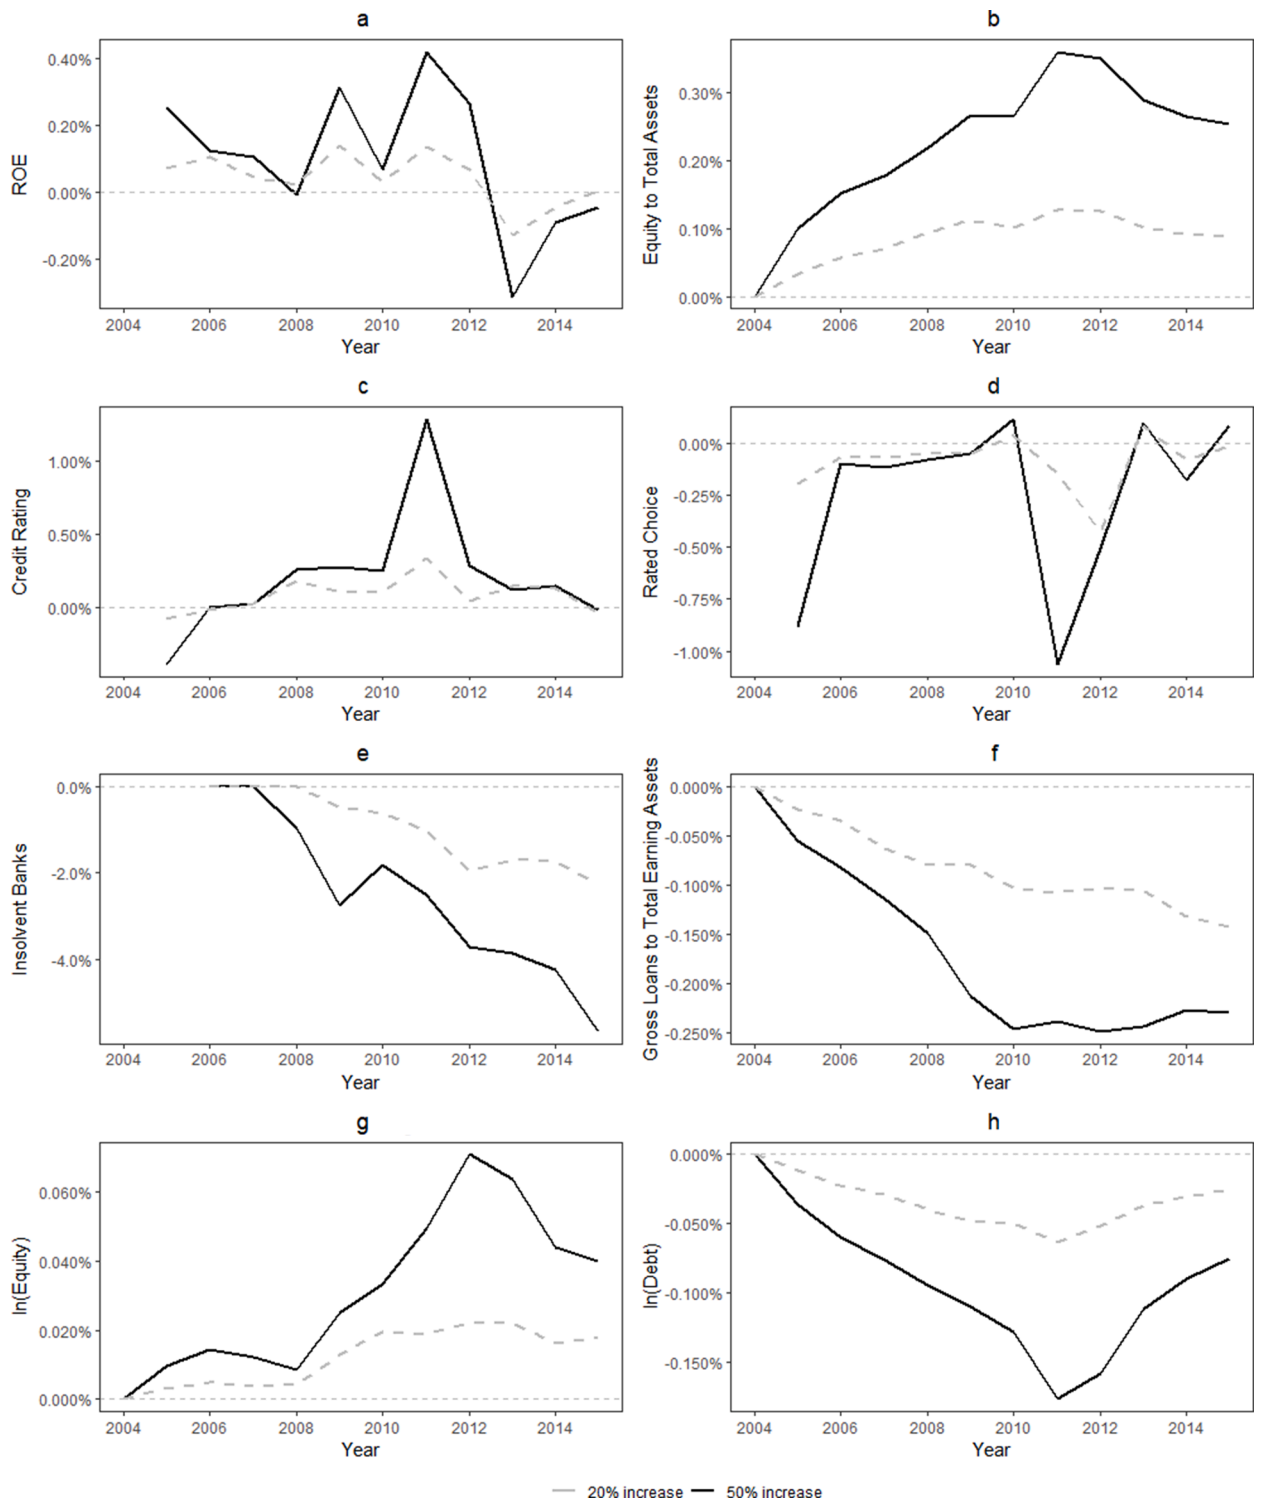 a
ROE
0.40%
0.20%
0.00%
-0.20%
2004 2006 2008 2010 2012 2014
Year
b
Equity to Total Assets
0.30%
0.20%
0.10%
0.00%
2004 2006 2008 2010 2012 2014
Year
c
Credit Rating
1.00%
0.50%
0.00%
2004 2006 2008 2010 2012 2014
Year
d
Rated Choice
0.00%
-0.25%
-0.50%
-0.75%
-1.00%
2004 2006 2008 2010 2012 2014
Year
e
Insolvent Banks
0.0%
-2.0%
-4.0%
2004 2006 2008 2010 2012 2014
Year
f
Gross Loans to Total Earning Assets
0.000%
-0.050%
-0.100%
-0.150%
-0.200%
-0.250%
2004 2006 2008 2010 2012 2014
Year
g
ln(Equity)
0.060%
0.040%
0.020%
0.000%
2004 2006 2008 2010 2012 2014
Year
h
ln(Debt)
0.000%
-0.050%
-0.100%
-0.150%
2004 2006 2008 2010 2012 2014
Year
20% increase 50% increase